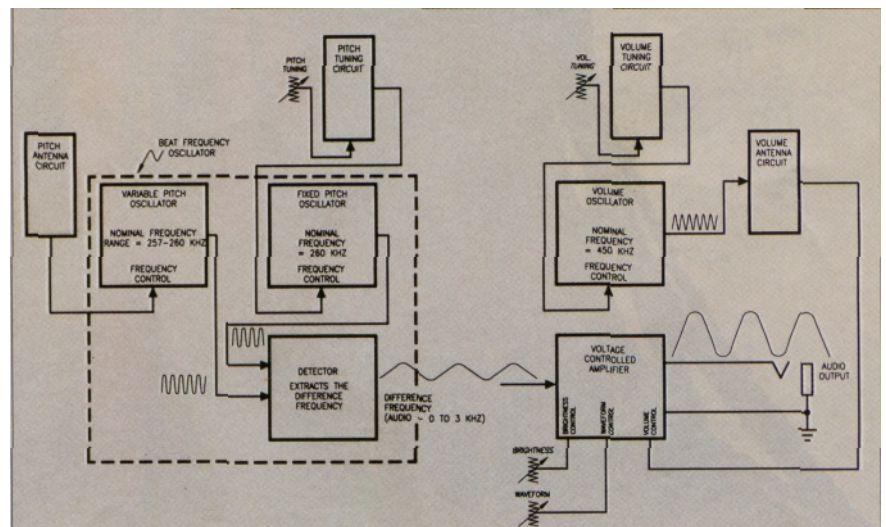 PITCH
TUNING
PITCH
TUNING
CIRCUIT
VOL.
TUNING
VOLUME
TUNING
CIRCUIT
PITCH
ANTENNA
CIRCUIT
BEAT FREQUENCY
OSCILLATOR
VOLUME
ANTENNA
CIRCUIT
VARIABLE PITCH
OSCILLATOR
NOMINAL FREQUENCY
RANGE = 257-260 KHZ
FREQUENCY
CONTROL
FIXED PITCH
OSCILLATOR
NOMINAL
FREQUENCY
= 260 KHZ
FREQUENCY
CONTROL
VOLUME
OSCILLATOR
NOMINAL
FREQUENCY
= 450 KHZ
FREQUENCY
CONTROL
DETECTOR
EXTRACTS THE
DIFFERENCE
FREQUENCY
DIFFERENCE
FREQUENCY
(AUDIO ~ 0 TO 3 KHZ)
VOLTAGE
CONTROLLED
AMPLIFIER
BRIGHTNESS
CONTROL
WAVEFORM
CONTROL
VOLUME
CONTROL
AUDIO
OUTPUT
BRIGHTNESS
WAVEFORM